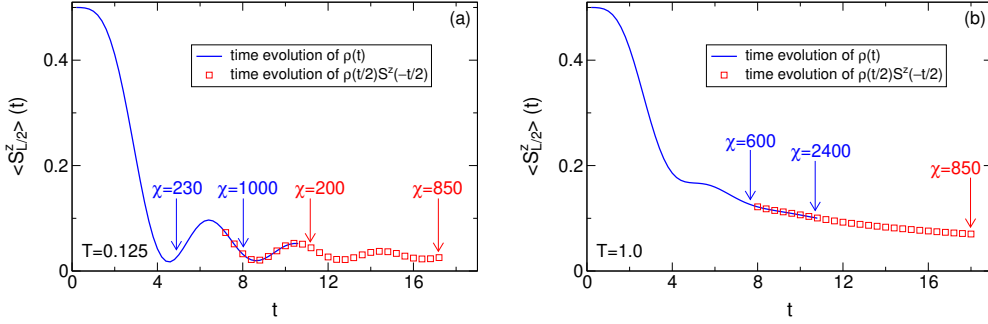 (a)
time evolution of ρ(t)
time evolution of ρ(t/2)S^z(-t/2)
<S^z_{L/2}> (t)
0.4
0.2
0
χ=230
χ=1000
χ=200
χ=850
T=0.125
0 4 8 12 16
t
(b)
time evolution of ρ(t)
time evolution of ρ(t/2)S^z(-t/2)
<S^z_{L/2}> (t)
0.4
0.2
0
χ=600
χ=2400
χ=850
T=1.0
0 4 8 12 16
t